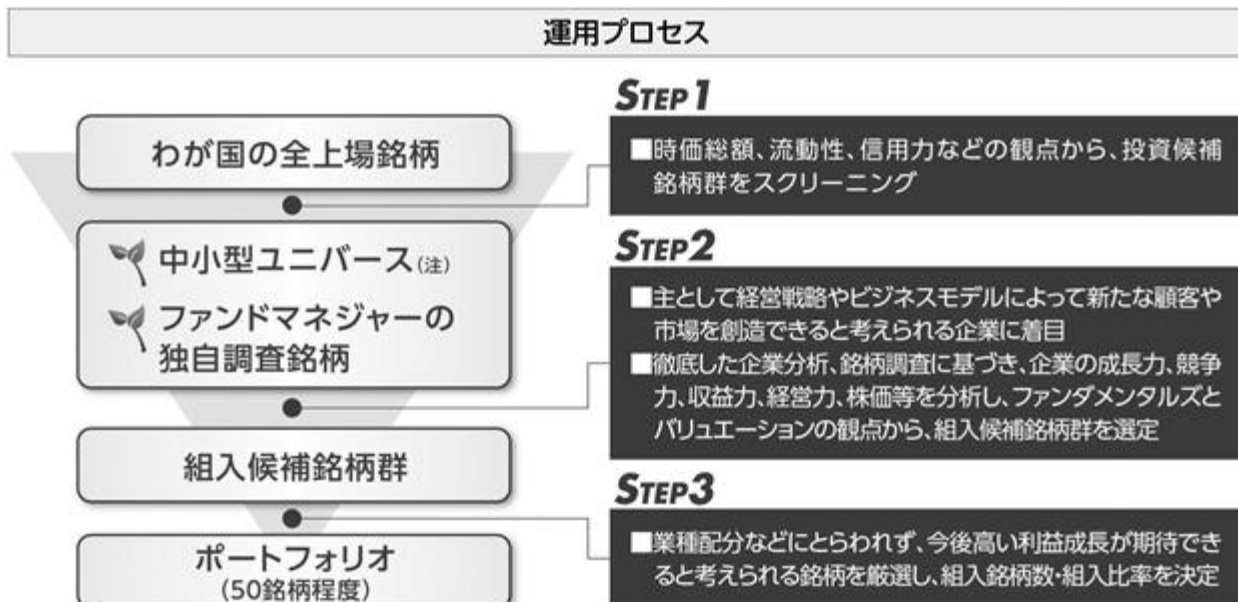 運用プロセス
わが国の全上場銘柄
中小型ユニバース(注)
ファンドマネジャーの
独自調査銘柄
組入候補銘柄群
ポートフォリオ
(50銘柄程度)
STEP1
■時価総額、流動性、信用力などの観点から、投資候補
銘柄群をスクリーニング
STEP2
■主として経営戦略やビジネスモデルによって新たな顧客や
市場を創造できると考えられる企業に着目
■徹底した企業分析、銘柄調査に基づき、企業の成長力、競争
力、収益力、経営力、株価等を分析し、ファンダメンタルズと
バリュエーションの観点から、組入候補銘柄群を選定
STEP3
■業種配分などにとらわれず、今後高い利益成長が期待でき
ると考えられる銘柄を厳選し、組入銘柄数・組入比率を決定